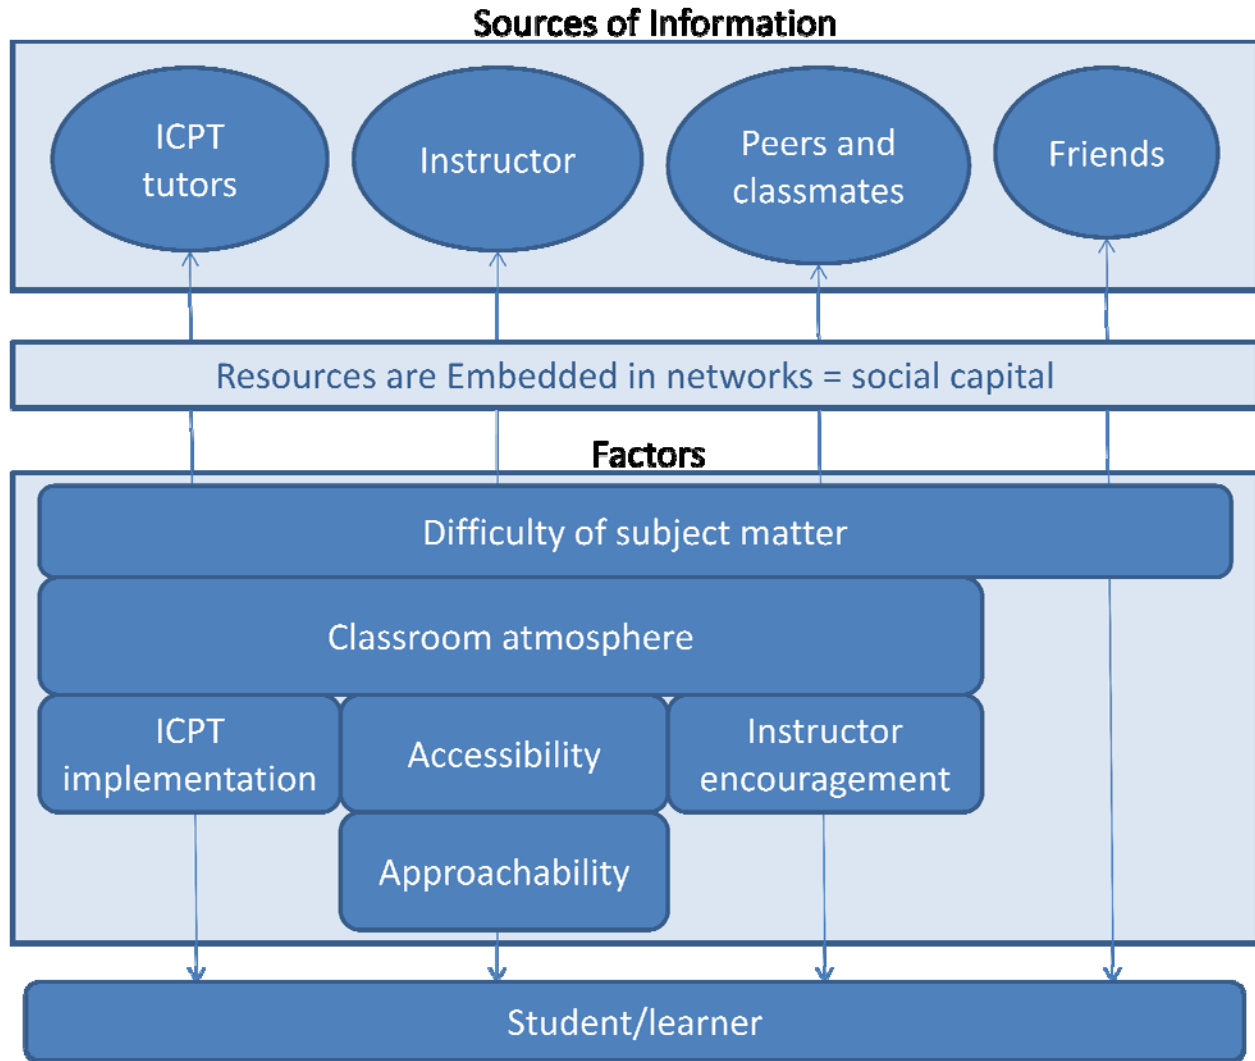 Sources of Information
ICPT
tutors
Instructor
Peers and
classmates
Friends
Resources are Embedded in networks = social capital
Factors
Difficulty of subject matter
Classroom atmosphere
ICPT
implementation
Accessibility
Instructor
encouragement
Approachability
Student/learner